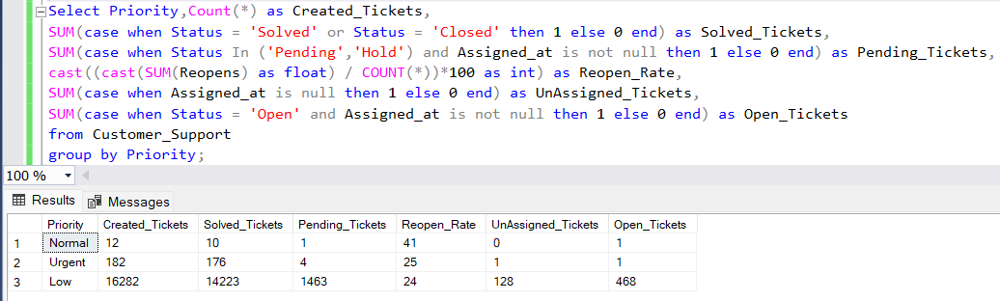 Select Priority,Count(*) as Created_Tickets,
SUM(case when Status = 'Solved' or Status = 'Closed' then 1 else 0 end) as Solved_Tickets,
SUM(case when Status In ('Pending','Hold') and Assigned_at is not null then 1 else 0 end) as Pending_Tickets,
cast((cast(SUM(Reopens) as float) / COUNT(*))*100 as int) as Reopen_Rate,
SUM(case when Assigned_at is null then 1 else 0 end) as UnAssigned_Tickets,
SUM(case when Status = 'Open' and Assigned_at is not null then 1 else 0 end) as Open_Tickets
from Customer_Support
group by Priority;
100 %
Results Messages
Priority Created_Tickets Solved_Tickets Pending_Tickets Reopen_Rate UnAssigned_Tickets Open_Tickets
1 Normal 12 10 1 41 0 1
2 Urgent 182 176 4 25 1 1
3 Low 16282 14223 1463 24 128 468